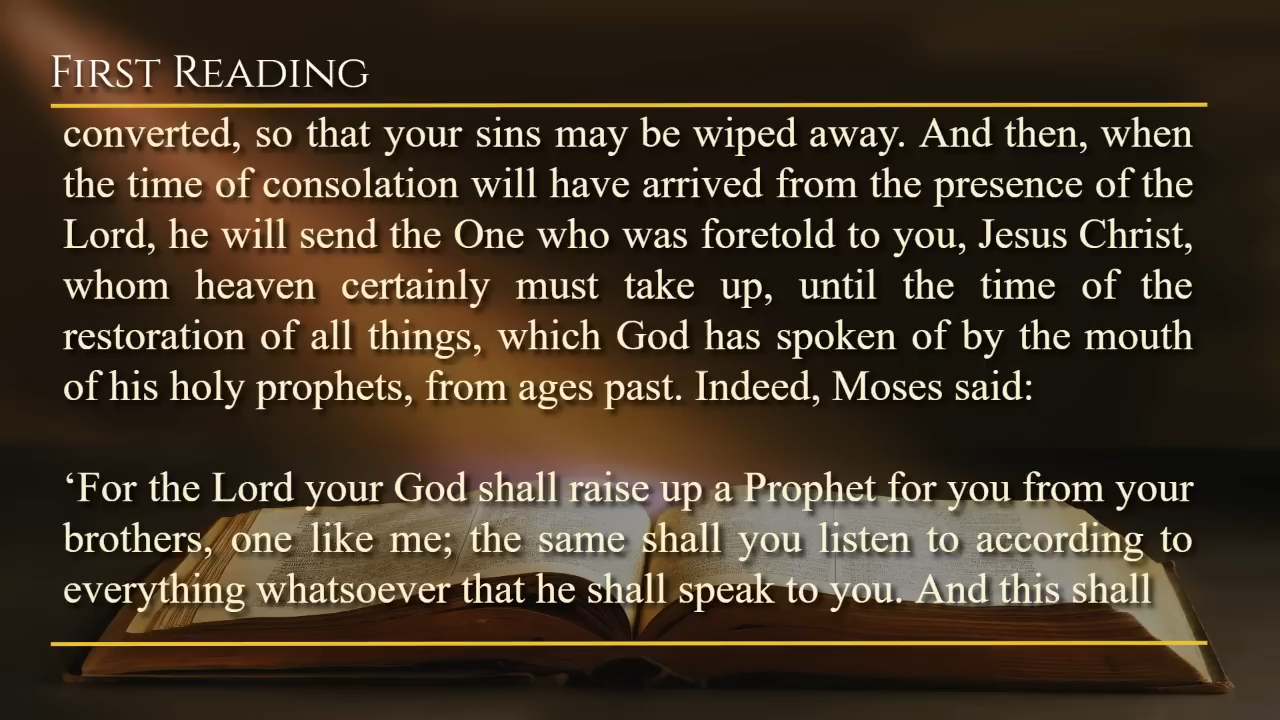 First Reading
converted, so that your sins may be wiped away. And then, when
the time of consolation will have arrived from the presence of the
Lord, he will send the One who was foretold to you, Jesus Christ,
whom heaven certainly must take up, until the time of the
restoration of all things, which God has spoken of by the mouth
of his holy prophets, from ages past. Indeed, Moses said:
‘For the Lord your God shall raise up a Prophet for you from your
brothers, one like me; the same shall you listen to according to
everything whatsoever that he shall speak to you. And this shall